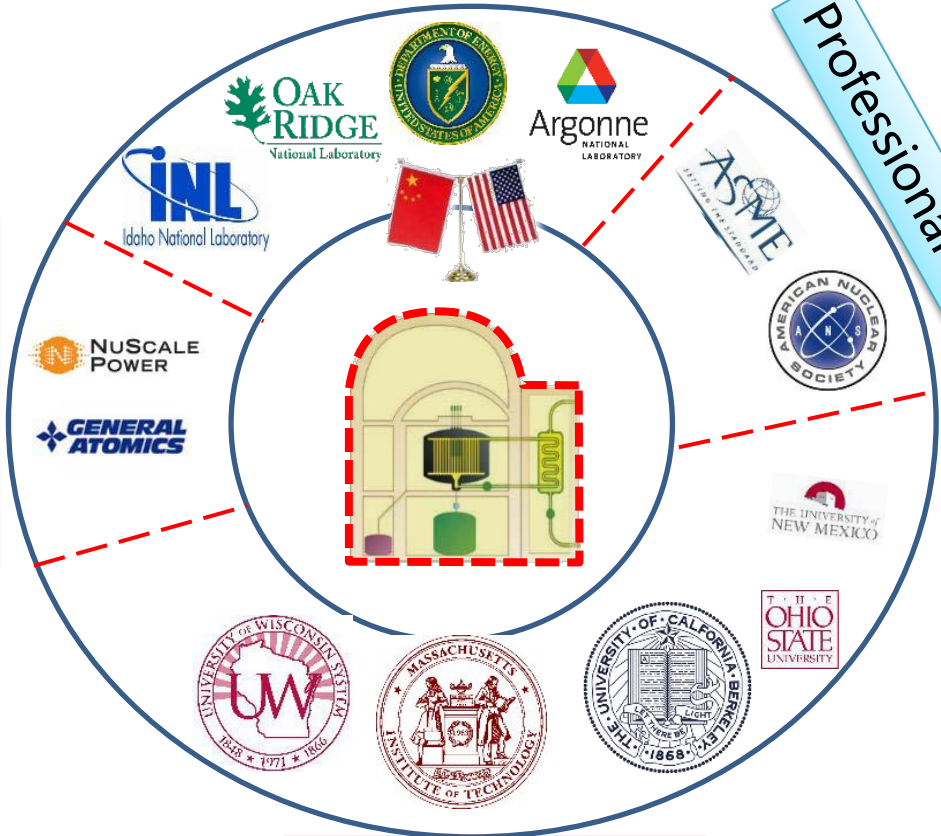 Professional
OAK
RIDGE
National Laboratory
DEPARTMENT OF ENERGY
UNITED STATES OF AMERICA
Argonne
NATIONAL
LABORATORY
INL
Idaho National Laboratory
ASME
SETTING THE STANDARD
NUSCALE
POWER
AMERICAN NUCLEAR
SOCIETY
A N S
GENERAL
ATOMICS
THE UNIVERSITY of
NEW MEXICO
T · H · E
OHIO
STATE
UNIVERSITY
UNIVERSITY OF WISCONSIN SYSTEM
UW
1848 ★ 1971 ★ 1866
MASSACHUSETTS
INSTITUTE OF TECHNOLOGY
THE · UNIVERSITY · OF · CALIFORNIA · BERKELEY
LET THERE BE LIGHT
· 1868 ·